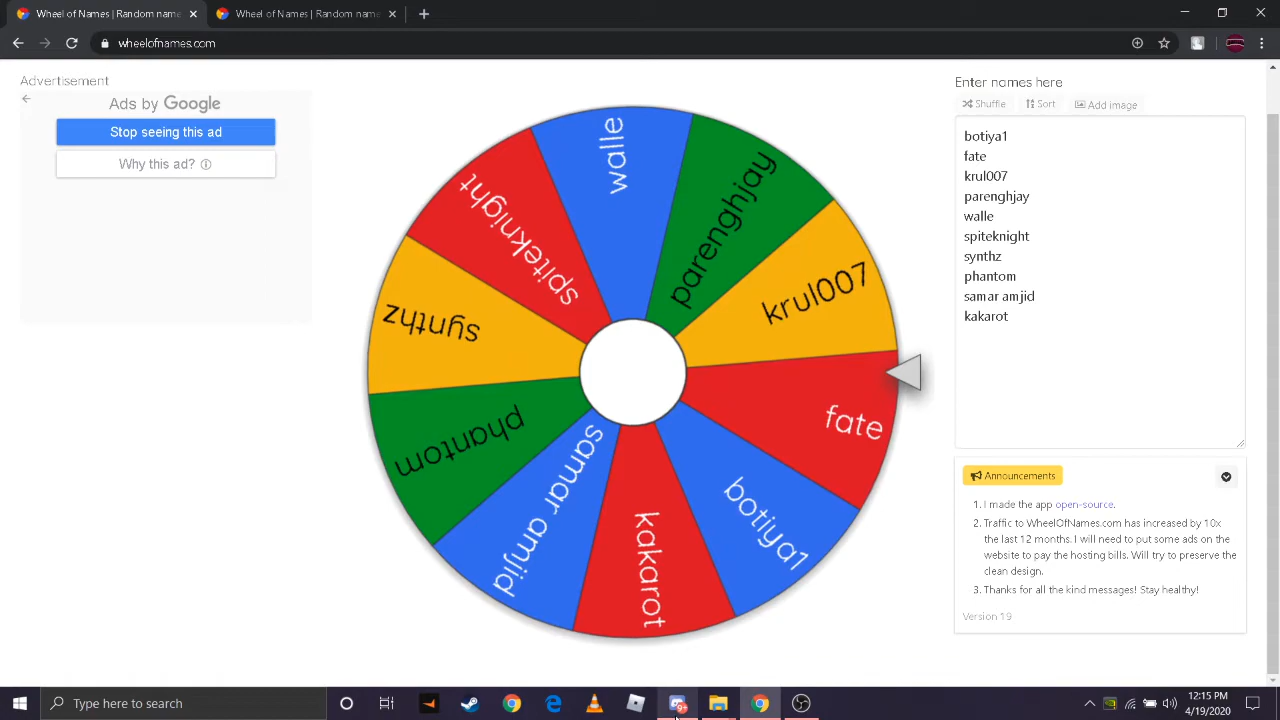 Wheel of Names | Random name
Wheel of Names | Random name
wheelofnames.com
Advertisement
Ads by Google
Stop seeing this ad
Why this ad?
walle
parenghjay
krul007
fate
botiya1
kakarot
samar amjid
phantom
synthz
spiteknight
Enter names here
Shuffle
Sort
Add image
botiya1
fate
krul007
parenghjay
walle
spiteknight
synthz
phantom
samar amjid
kakarot
Announcements
1. I made the app open-source.
2. Traffic to WheelOfNames.com has increased by 10x
the last 12 months. I will need to put some ads on the
website to pay the hosting bills. Will try to preserve the
clean design.
3. Thanks for all the kind messages! Stay healthy!
Version 19
Type here to search
9+
12:15 PM
4/19/2020